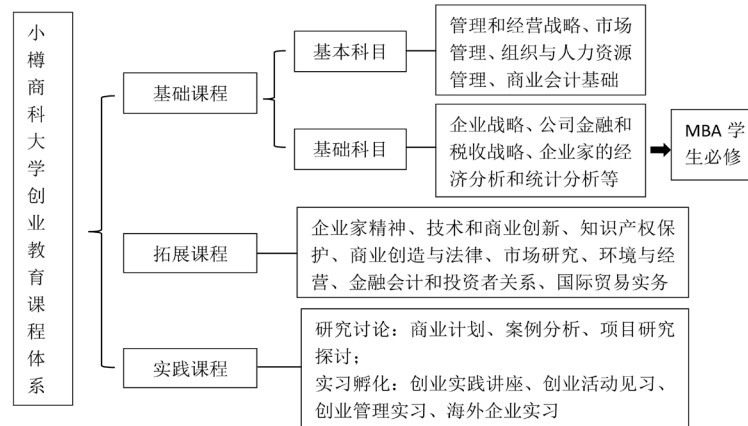 小樽商科大学创业教育课程体系
基础课程
基本科目
管理和经营战略、市场
管理、组织与人力资源
管理、商业会计基础
基础科目
企业战略、公司金融和
税收战略、企业家的经
济分析和统计分析等
MBA 学
生必修
拓展课程
企业家精神、技术和商业创新、知识产权保
护、商业创造与法律、市场研究、环境与经
营、金融会计和投资者关系、国际贸易实务
实践课程
研究讨论：商业计划、案例分析、项目研究
探讨；
实习孵化：创业实践讲座、创业活动见习、
创业管理实习、海外企业实习